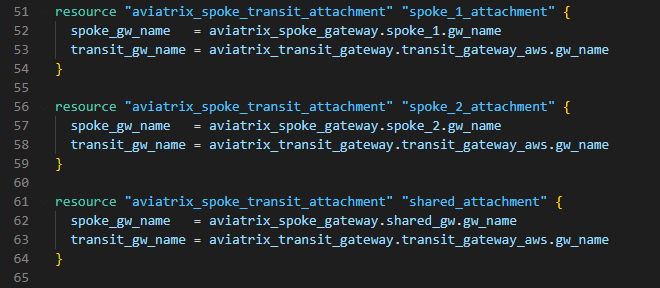 51 resource "aviatrix_spoke_transit_attachment" "spoke_1_attachment" {
52   spoke_gw_name   = aviatrix_spoke_gateway.spoke_1.gw_name
53   transit_gw_name = aviatrix_transit_gateway.transit_gateway_aws.gw_name
54 }
55
56 resource "aviatrix_spoke_transit_attachment" "spoke_2_attachment" {
57   spoke_gw_name   = aviatrix_spoke_gateway.spoke_2.gw_name
58   transit_gw_name = aviatrix_transit_gateway.transit_gateway_aws.gw_name
59 }
60
61 resource "aviatrix_spoke_transit_attachment" "shared_attachment" {
62   spoke_gw_name   = aviatrix_spoke_gateway.shared_gw.gw_name
63   transit_gw_name = aviatrix_transit_gateway.transit_gateway_aws.gw_name
64 }
65